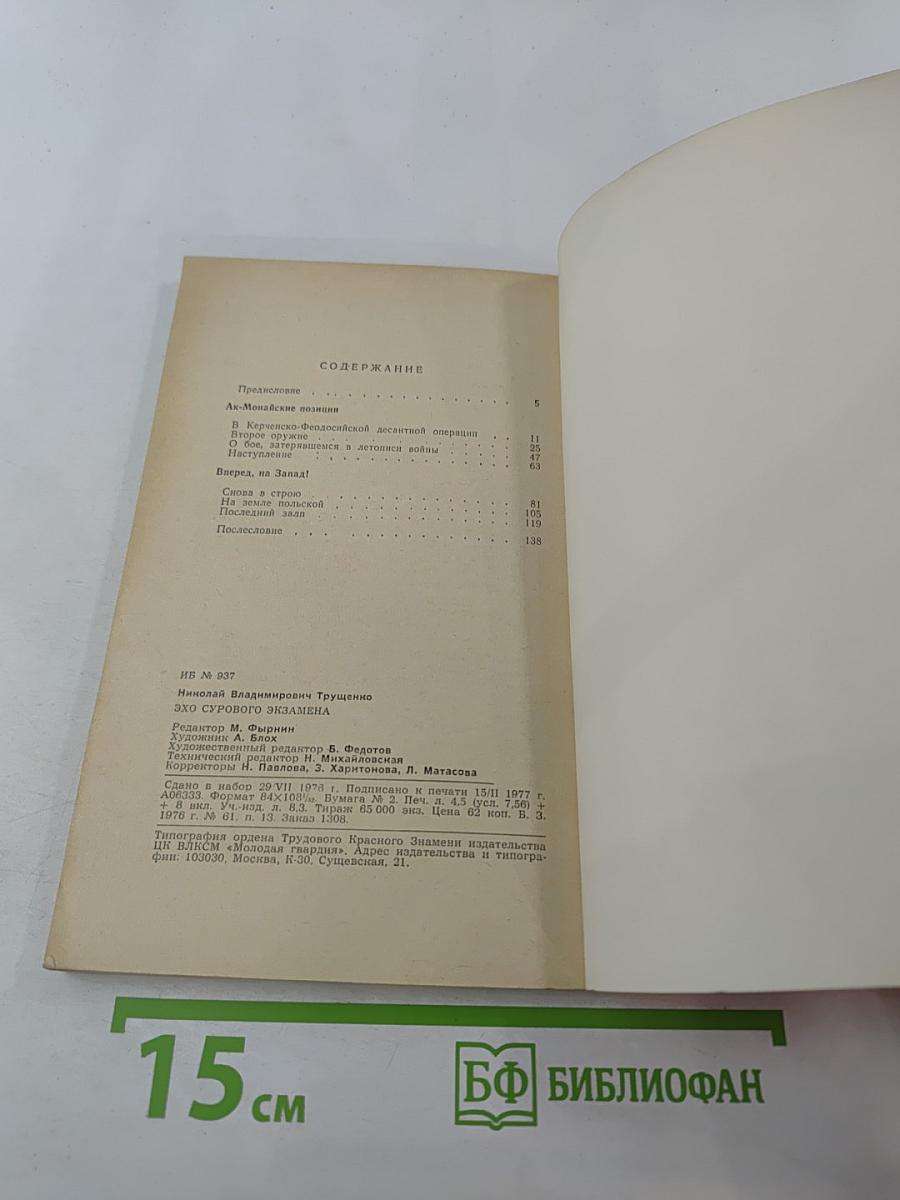 СОДЕРЖАНИЕ
Предисловие . . . . . . . . . . . . . . . 5
Ак-Монайские позиции
В Керченско-Феодосийской десантной операции . . 11
Второе оружие . . . . . . . . . . . . 25
О бое, затерявшемся в летописи войны . . . . . 47
Наступление . . . . . . . . . . . . . 63
Вперед, на Запад!
Снова в строю . . . . . . . . . . . . . 81
На земле польской . . . . . . . . . . . . 105
Последний залп . . . . . . . . . . . . . 119
Послесловие . . . . . . . . . . . . . . 138
ИБ № 937
Николай Владимирович Трущенко
ЭХО СУРОВОГО ЭКЗАМЕНА
Редактор М. Фырнин
Художник А. Блох
Художественный редактор Б. Федотов
Технический редактор Н. Михайловская
Корректоры Н. Павлова, З. Харитонова, Л. Матасова
Сдано в набор 29/VII 1976 г. Подписано к печати 15/II 1977 г.
А06333. Формат 84×108¹/₃₂. Бумага № 2. Печ. л. 4,5 (усл. 7,56) +
+ 8 вкл. Уч.-изд. л. 8,3. Тираж 65 000 экз. Цена 62 коп. Б. З.
1976 г. № 61. п. 13. Заказ 1308.
Типография ордена Трудового Красного Знамени издательства
ЦК ВЛКСМ «Молодая гвардия». Адрес издательства и типогра-
фии: 103030, Москва, К-30, Сущевская, 21.
15 см
БФ БИБЛИОФАН